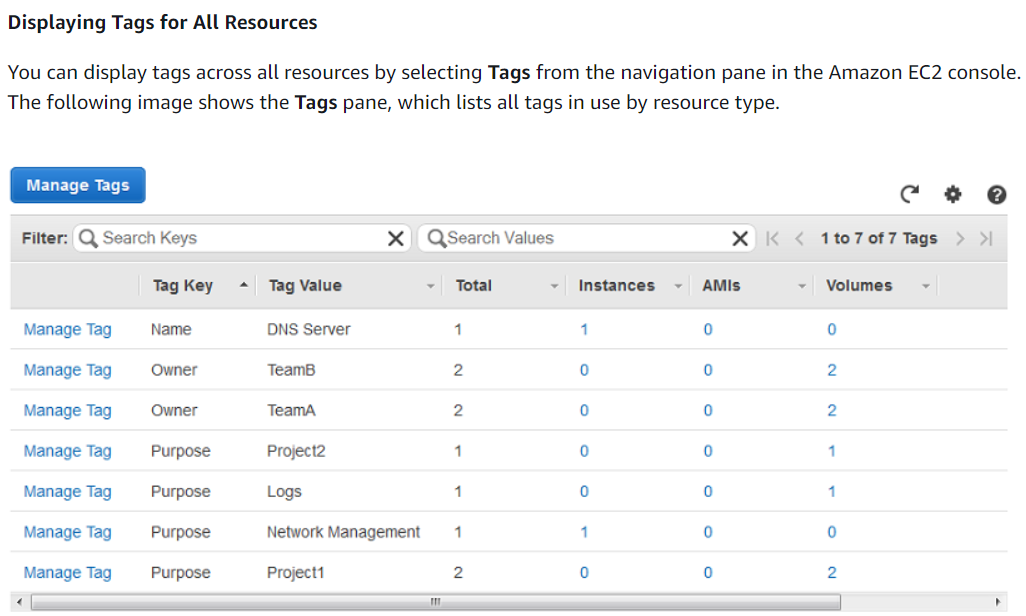 Displaying Tags for All Resources
You can display tags across all resources by selecting Tags from the navigation pane in the Amazon EC2 console.
The following image shows the Tags pane, which lists all tags in use by resource type.
Manage Tags
Filter: Search Keys Search Values 1 to 7 of 7 Tags
Tag Key Tag Value Total Instances AMIs Volumes
Manage Tag Name DNS Server 1 1 0 0
Manage Tag Owner TeamB 2 0 0 2
Manage Tag Owner TeamA 2 0 0 2
Manage Tag Purpose Project2 1 0 0 1
Manage Tag Purpose Logs 1 0 0 1
Manage Tag Purpose Network Management 1 1 0 0
Manage Tag Purpose Project1 2 0 0 2